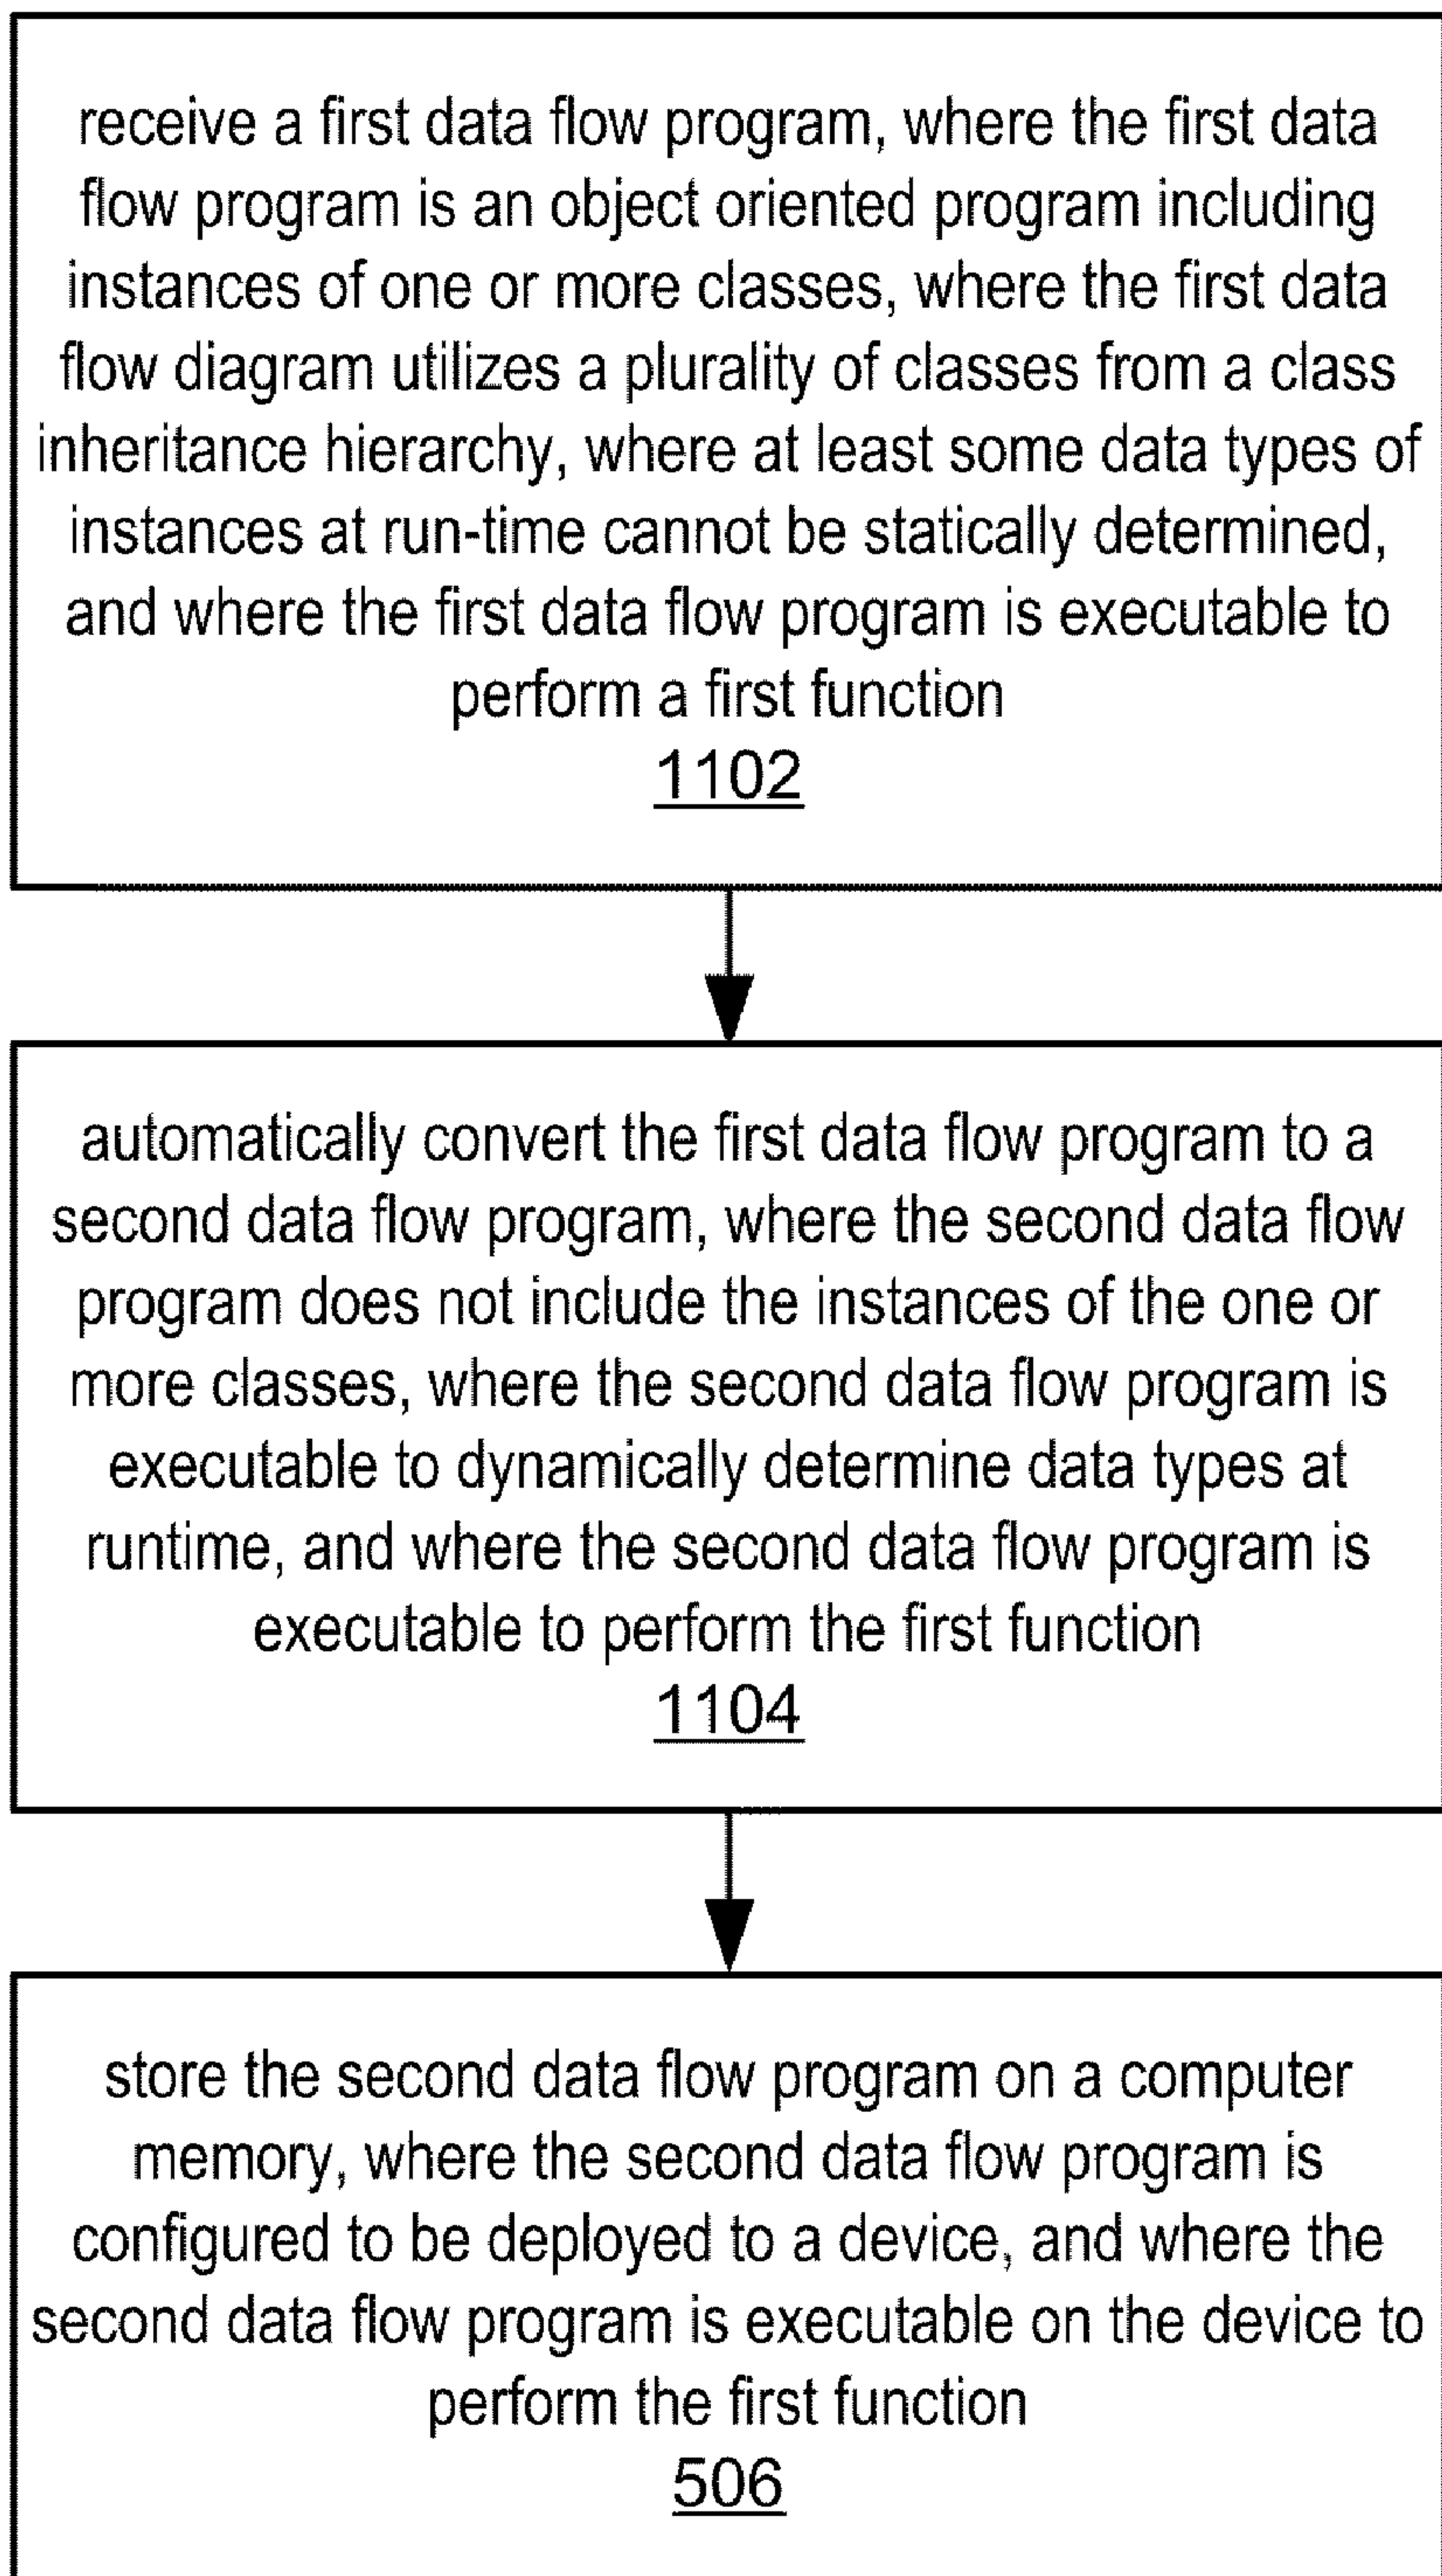 receive a first data flow program, where the first data
flow program is an object oriented program including
instances of one or more classes, where the first data
flow diagram utilizes a plurality of classes from a class
inheritance hierarchy, where at least some data types of
instances at run-time cannot be statically determined,
and where the first data flow program is executable to
perform a first function
1102
automatically convert the first data flow program to a
second data flow program, where the second data flow
program does not include the instances of the one or
more classes, where the second data flow program is
executable to dynamically determine data types at
runtime, and where the second data flow program is
executable to perform the first function
1104
store the second data flow program on a computer
memory, where the second data flow program is
configured to be deployed to a device, and where the
second data flow program is executable on the device to
perform the first function
506